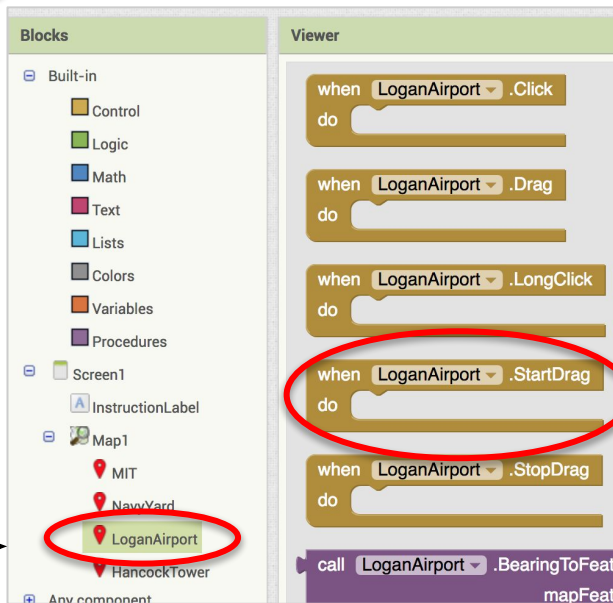 Blocks
Built-in
Control
Logic
Math
Text
Lists
Colors
Variables
Procedures
Screen1
A InstructionLabel
Map1
MIT
NavyYard
LoganAirport
HancockTower
Any component
Viewer
when LoganAirport .Click
do
when LoganAirport .Drag
do
when LoganAirport .LongClick
do
when LoganAirport .StartDrag
do
when LoganAirport .StopDrag
do
call LoganAirport .BearingToFeat
mapFeat